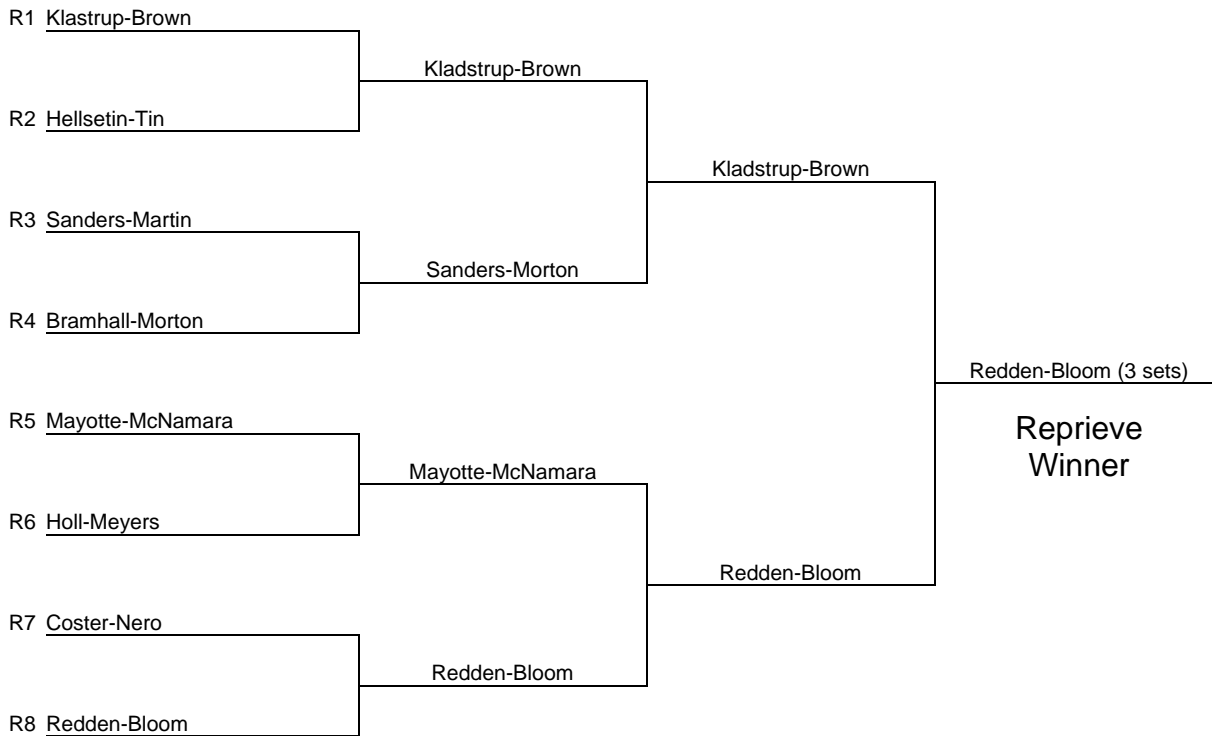 R1 Klastrup-Brown
Kladstrup-Brown
R2 Hellsetin-Tin
Kladstrup-Brown
R3 Sanders-Martin
Sanders-Morton
R4 Bramhall-Morton
Redden-Bloom (3 sets)
R5 Mayotte-McNamara
Reprieve
Winner
Mayotte-McNamara
R6 Holl-Meyers
Redden-Bloom
R7 Coster-Nero
Redden-Bloom
R8 Redden-Bloom